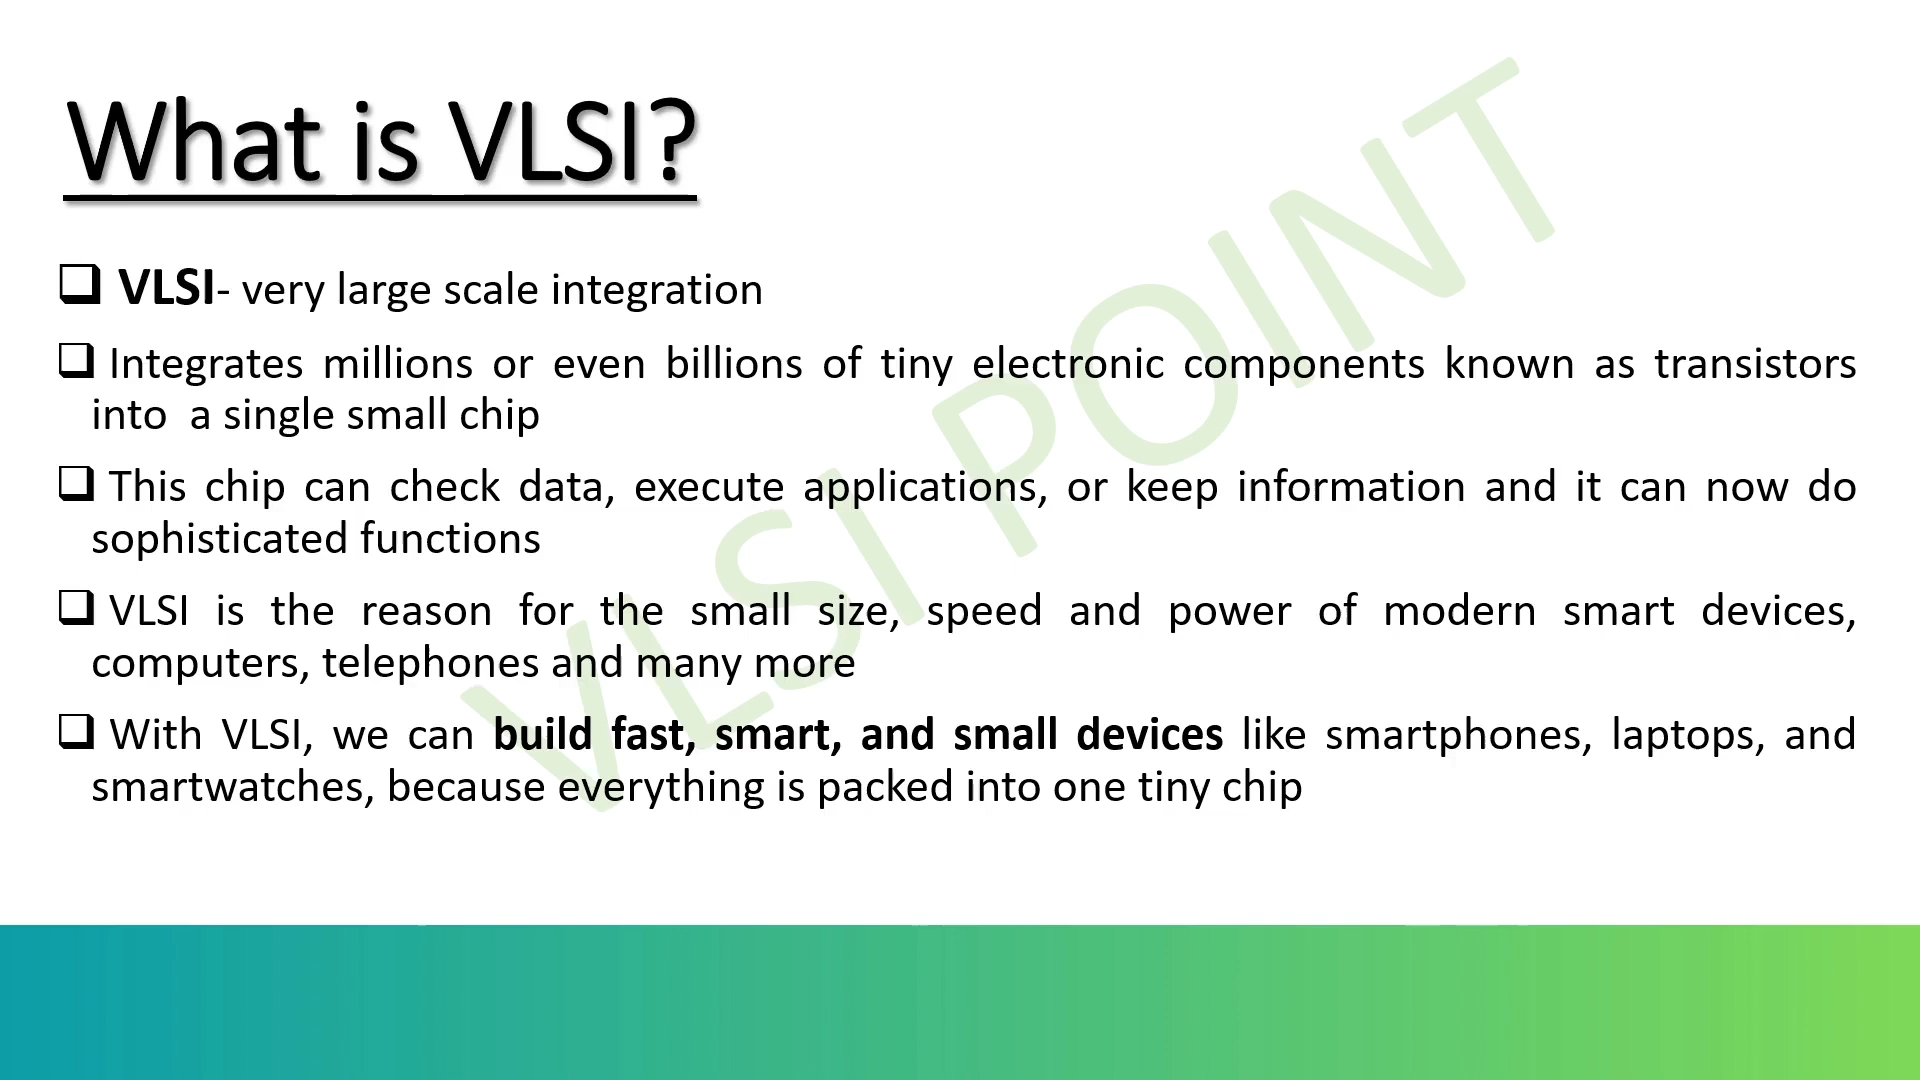 What is VLSI?
❑ VLSI- very large scale integration
❑ Integrates millions or even billions of tiny electronic components known as transistors
into a single small chip
❑ This chip can check data, execute applications, or keep information and it can now do
sophisticated functions
❑ VLSI is the reason for the small size, speed and power of modern smart devices,
computers, telephones and many more
❑ With VLSI, we can build fast, smart, and small devices like smartphones, laptops, and
smartwatches, because everything is packed into one tiny chip
VLSI POINT